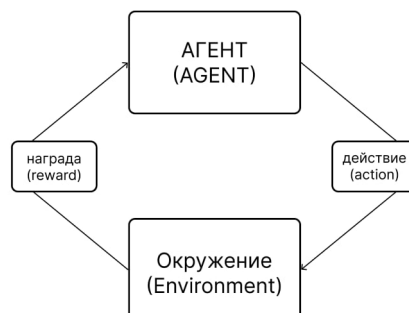 АГЕНТ
(AGENT)
награда
(reward)
действие
(action)
Окружение
(Environment)